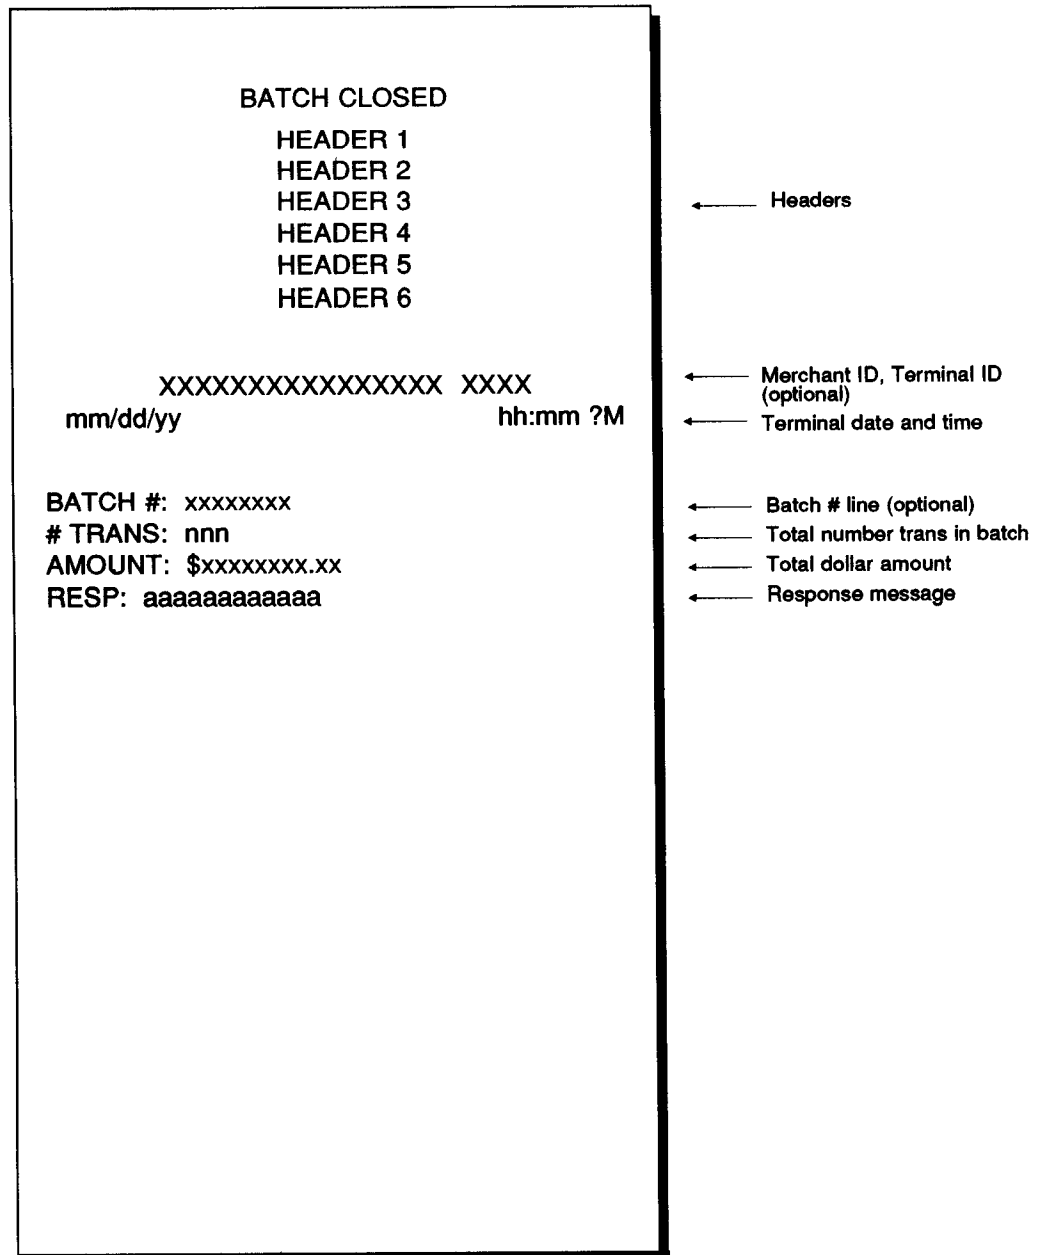 BATCH CLOSED
HEADER 1
HEADER 2
HEADER 3
HEADER 4
HEADER 5
HEADER 6
Headers
XXXXXXXXXXXXXXXX XXXX
Merchant ID, Terminal ID
(optional)
mm/dd/yy hh:mm ?M
Terminal date and time
BATCH #: xxxxxxxx
Batch # line (optional)
# TRANS: nnn
Total number trans in batch
AMOUNT: $xxxxxxxx.xx
Total dollar amount
RESP: aaaaaaaaaaaa
Response message